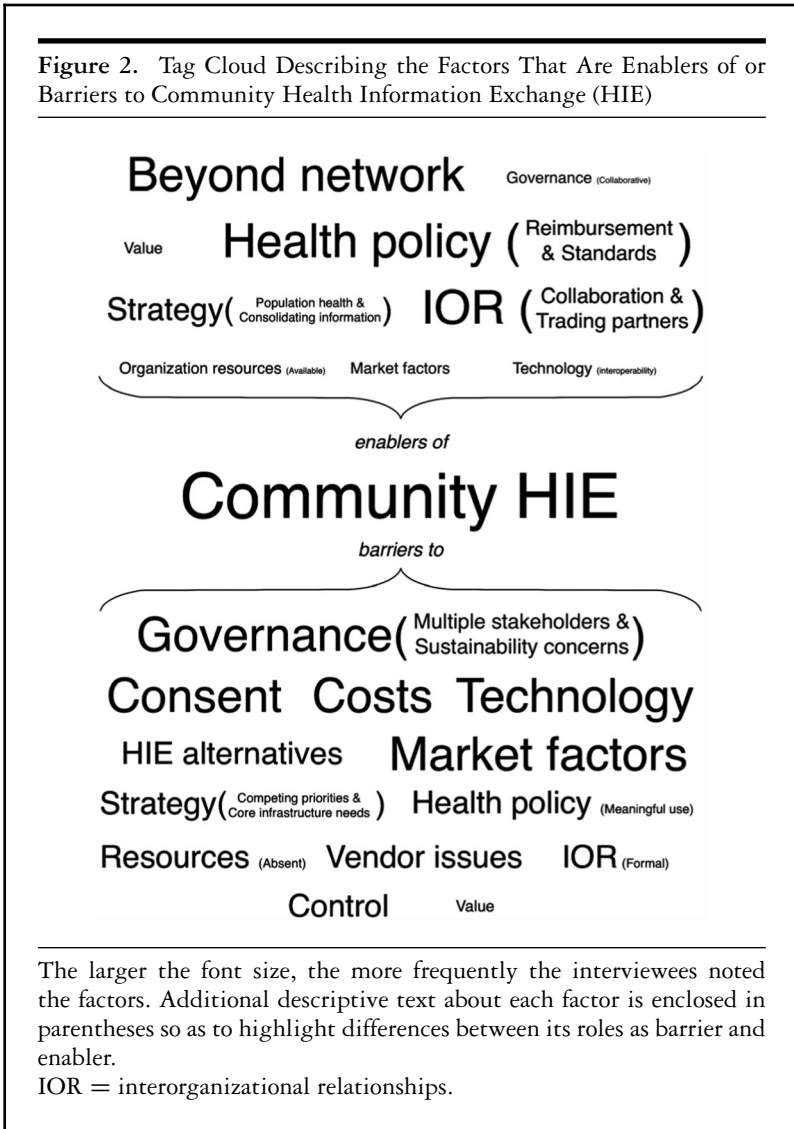 Figure 2. Tag Cloud Describing the Factors That Are Enablers of or
Barriers to Community Health Information Exchange (HIE)
Beyond network Governance (Collaborative)
Value Health policy (Reimbursement & Standards)
Strategy (Population health & Consolidating information) IOR (Collaboration & Trading partners)
Organization resources (Available) Market factors Technology (interoperability)
enablers of
Community HIE
barriers to
Governance (Multiple stakeholders & Sustainability concerns)
Consent Costs Technology
HIE alternatives Market factors
Strategy (Competing priorities & Core infrastructure needs) Health policy (Meaningful use)
Resources (Absent) Vendor issues IOR (Formal)
Control Value
The larger the font size, the more frequently the interviewees noted
the factors. Additional descriptive text about each factor is enclosed in
parentheses so as to highlight differences between its roles as barrier and
enabler.
IOR = interorganizational relationships.